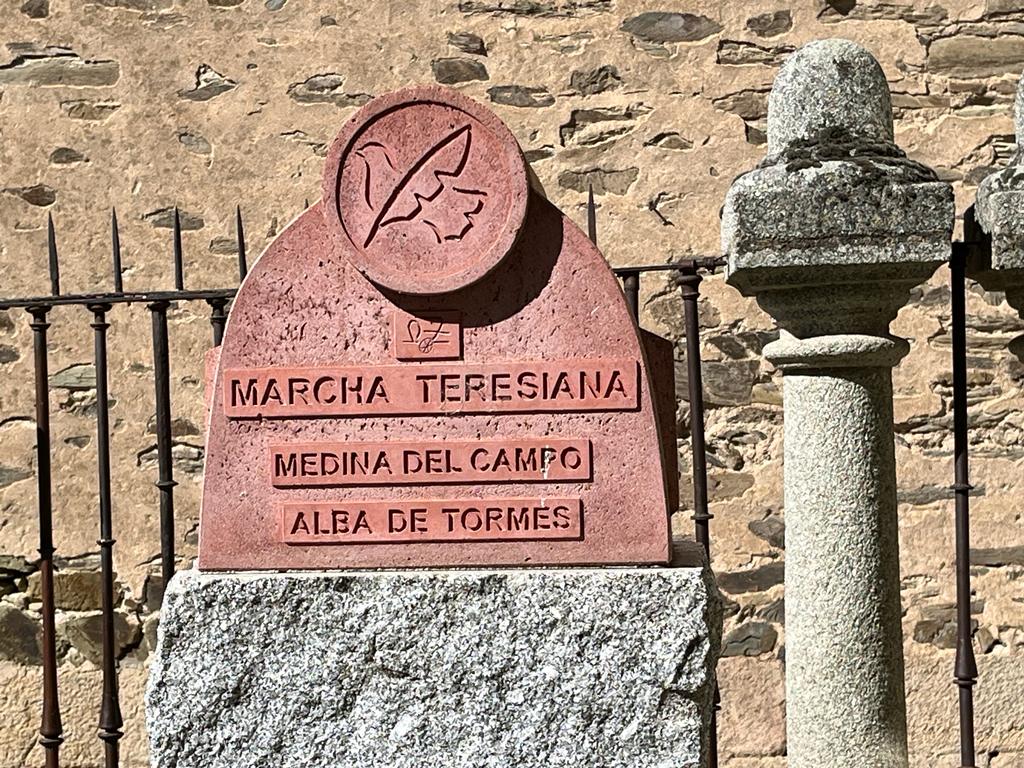 MARCHA TERESIANA
MEDINA DEL CAMPO
ALBA DE TORMES